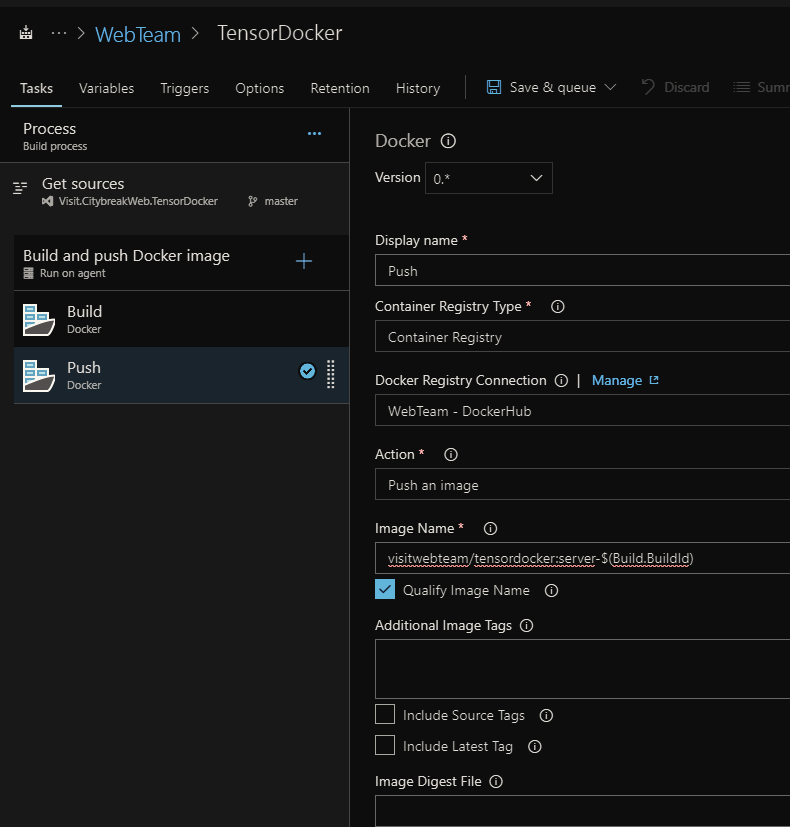 ··· > WebTeam > TensorDocker
Tasks Variables Triggers Options Retention History Save & queue Discard
Process
Build process
Get sources
Visit.CitybreakWeb.TensorDocker master
Build and push Docker image
Run on agent
Build
Docker
Push
Docker
Docker
Version 0.*
Display name *
Push
Container Registry Type *
Container Registry
Docker Registry Connection | Manage
WebTeam - DockerHub
Action *
Push an image
Image Name *
visitwebteam/tensordocker:server-$(Build.BuildId)
Qualify Image Name
Additional Image Tags
Include Source Tags
Include Latest Tag
Image Digest File